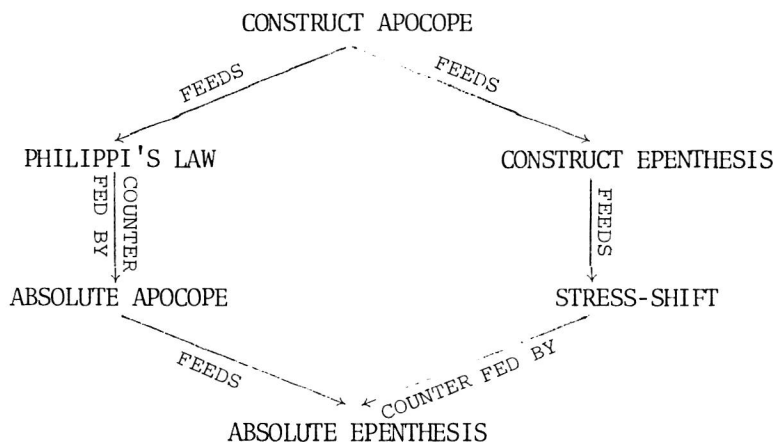 CONSTRUCT APOCOPE
FEEDS
FEEDS
PHILIPPI'S LAW
CONSTRUCT EPENTHESIS
COUNTER
FED BY
FEEDS
ABSOLUTE APOCOPE
STRESS-SHIFT
FEEDS
COUNTER FED BY
ABSOLUTE EPENTHESIS